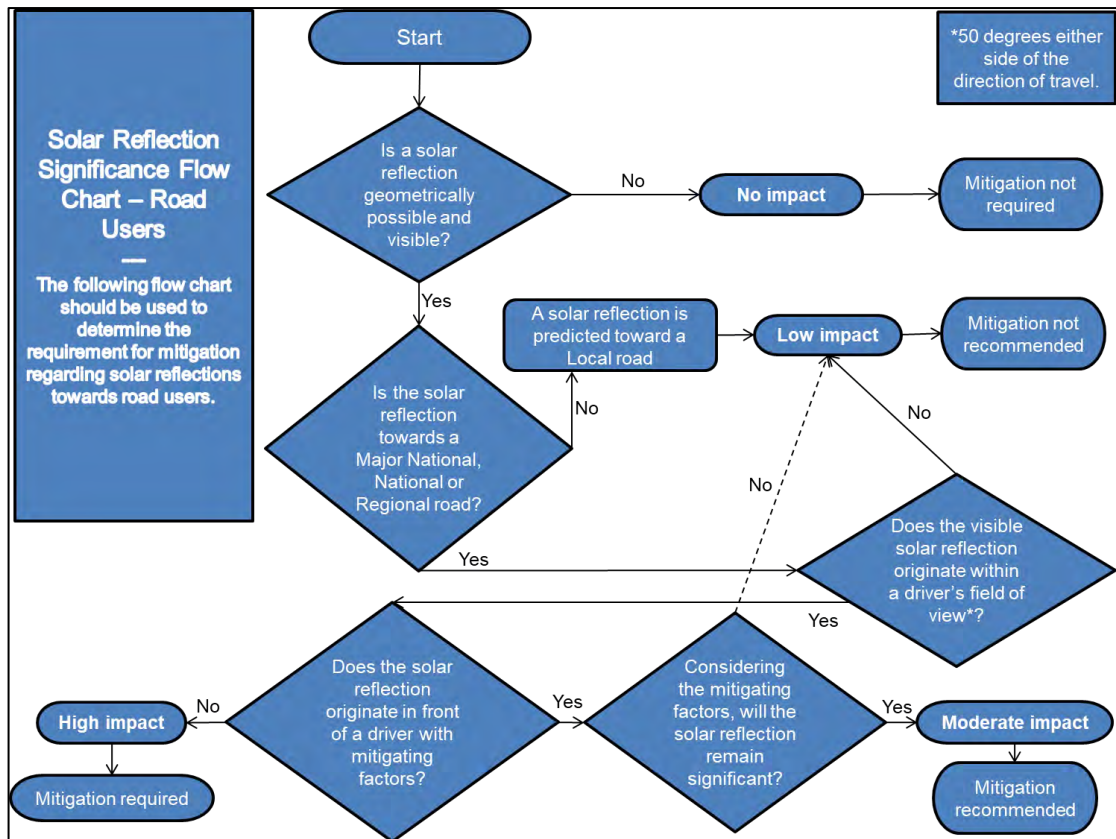 Solar Reflection
Significance Flow
Chart – Road
Users
—
The following flow chart
should be used to
determine the
requirement for mitigation
regarding solar reflections
towards road users.
Start
*50 degrees either
side of the
direction of travel.
Is a solar
reflection
geometrically
possible and
visible?
No
No impact
Mitigation not
required
Yes
Is the solar
reflection
towards a
Major National,
National or
Regional road?
No
A solar reflection is
predicted toward a
Local road
Low impact
Mitigation not
recommended
Yes
Does the visible
solar reflection
originate within
a driver's field of
view*?
No
Yes
Does the solar
reflection
originate in front
of a driver with
mitigating
factors?
No
High impact
Mitigation required
Yes
Considering
the mitigating
factors, will the
solar reflection
remain
significant?
No
Yes
Moderate impact
Mitigation
recommended